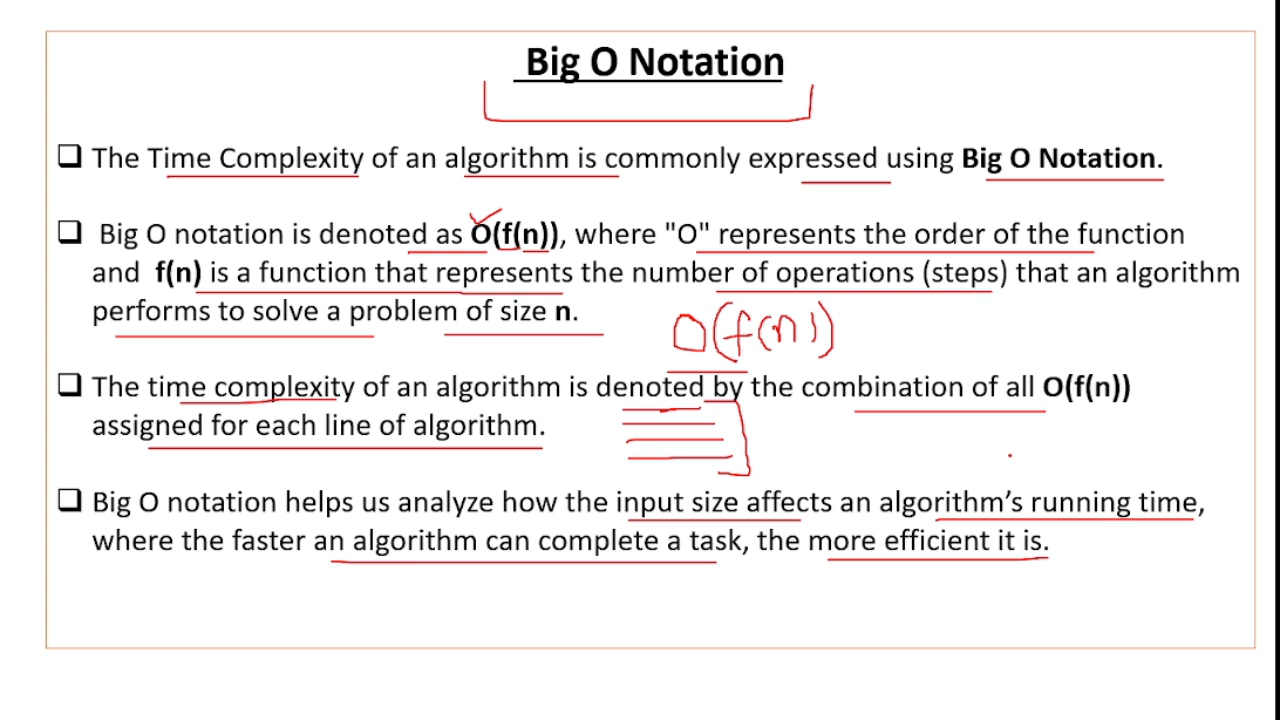 Big O Notation
❑ The Time Complexity of an algorithm is commonly expressed using Big O Notation.
❑ Big O notation is denoted as O(f(n)), where "O" represents the order of the function
and f(n) is a function that represents the number of operations (steps) that an algorithm
performs to solve a problem of size n.
O(f(n))
❑ The time complexity of an algorithm is denoted by the combination of all O(f(n))
assigned for each line of algorithm.
❑ Big O notation helps us analyze how the input size affects an algorithm’s running time,
where the faster an algorithm can complete a task, the more efficient it is.